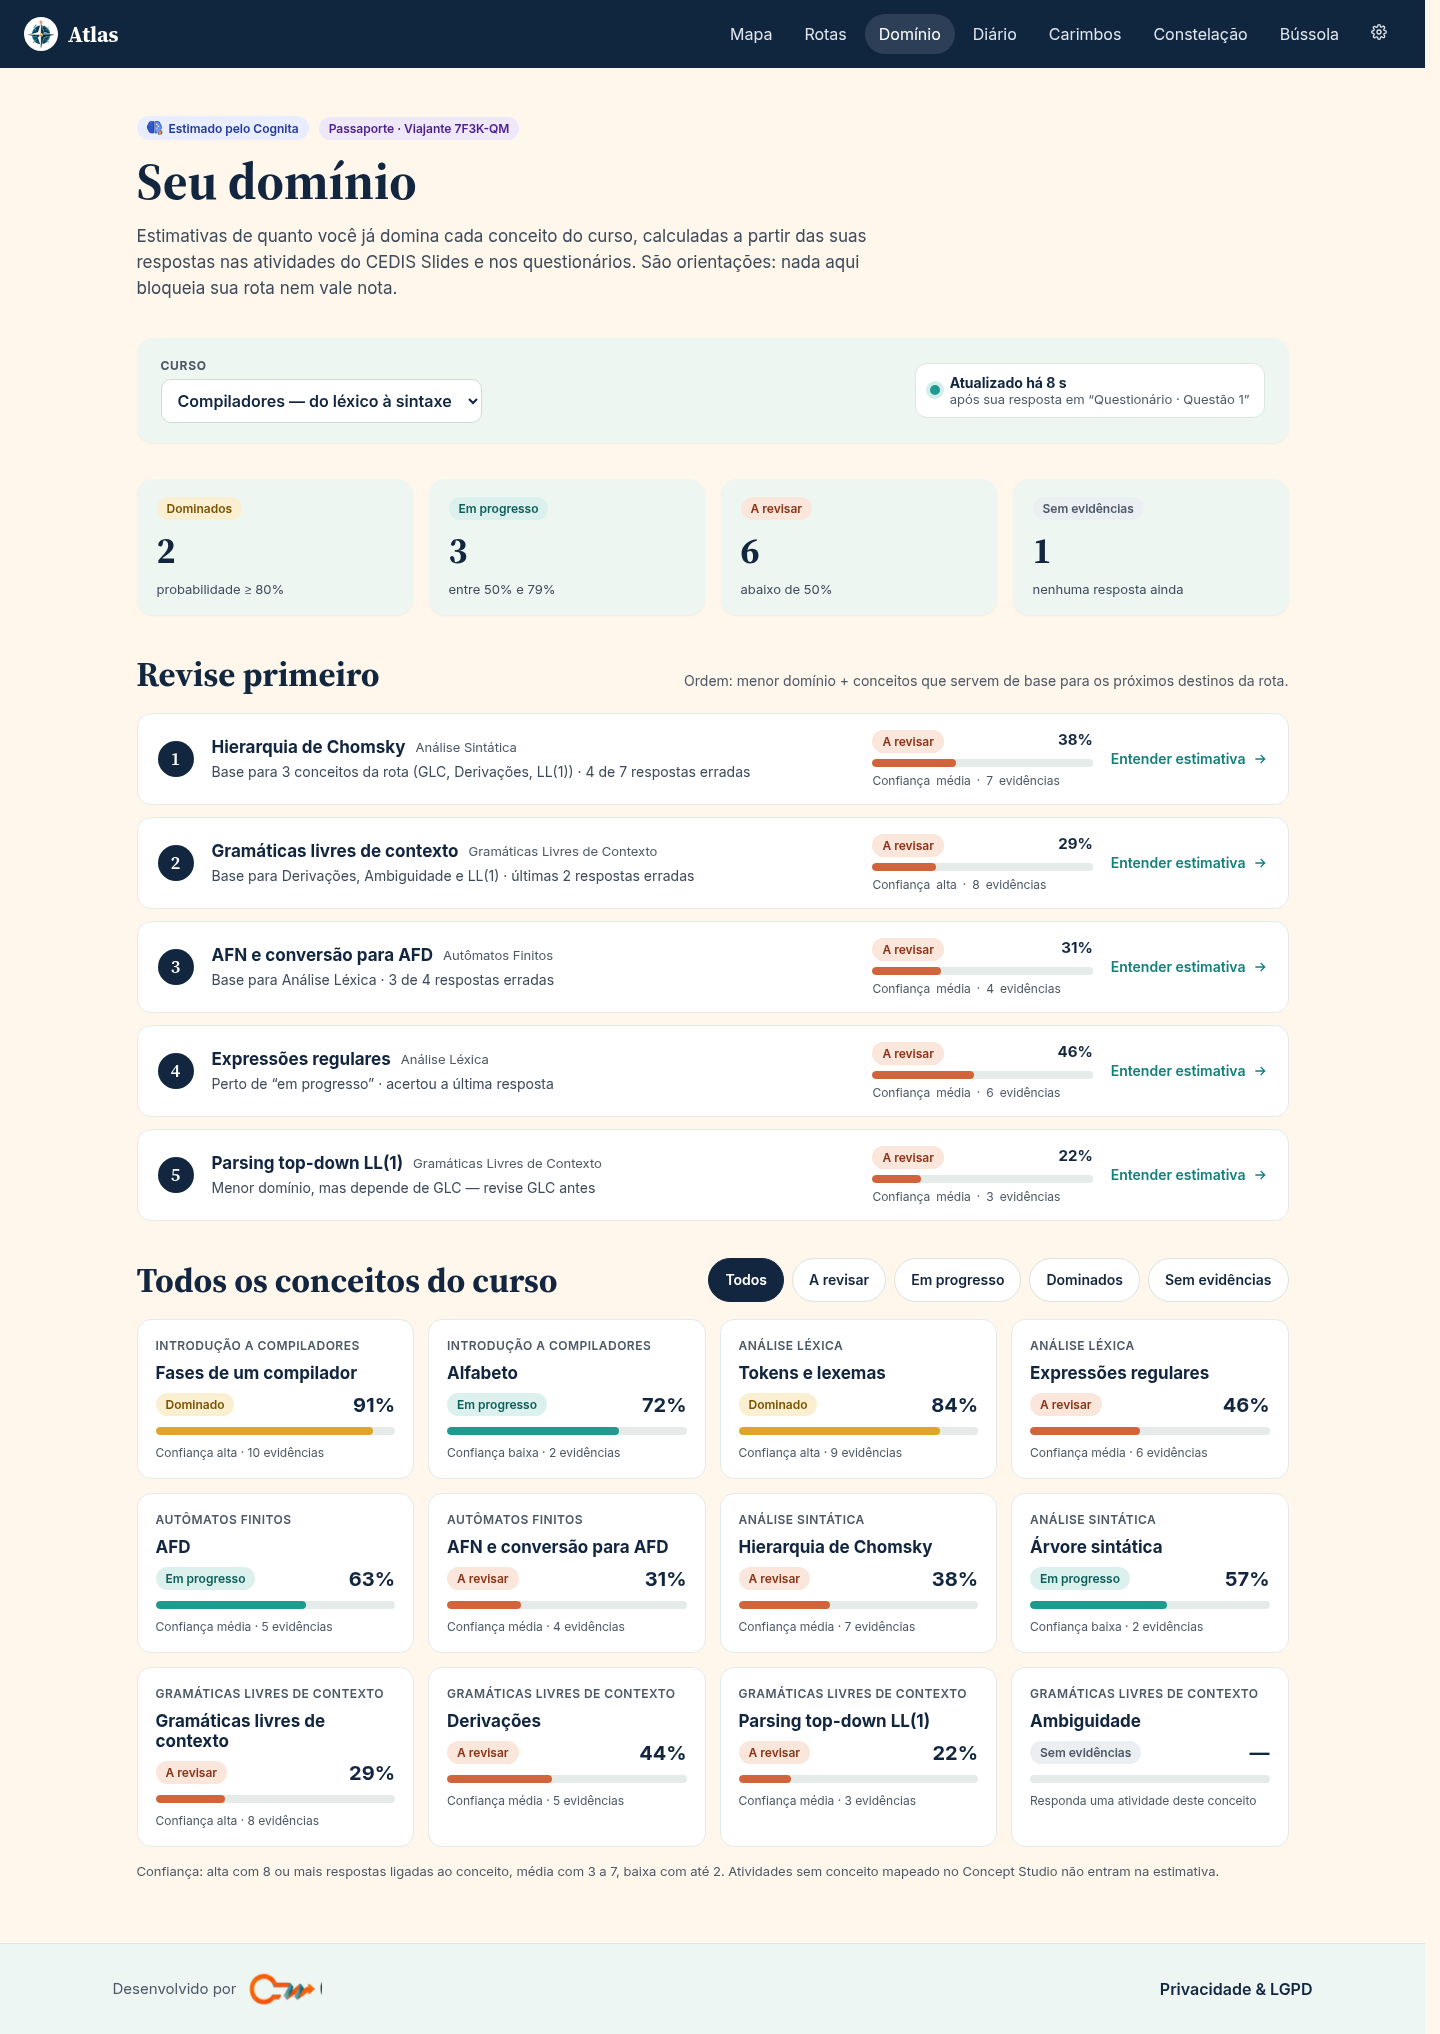 Atlas
Mapa
Rotas
Domínio
Diário
Carimbos
Constelação
Bússola
Estimado pelo Cognita
Passaporte · Viajante 7F3K-QM
Seu domínio
Estimativas de quanto você já domina cada conceito do curso, calculadas a partir das suas
respostas nas atividades do CEDIS Slides e nos questionários. São orientações: nada aqui
bloqueia sua rota nem vale nota.
CURSO
Compiladores — do léxico à sintaxe
Atualizado há 8 s
após sua resposta em “Questionário · Questão 1”
Dominados
2
probabilidade ≥ 80%
Em progresso
3
entre 50% e 79%
A revisar
6
abaixo de 50%
Sem evidências
1
nenhuma resposta ainda
Revise primeiro
Ordem: menor domínio + conceitos que servem de base para os próximos destinos da rota.
1
Hierarquia de Chomsky Análise Sintática
Base para 3 conceitos da rota (GLC, Derivações, LL(1)) · 4 de 7 respostas erradas
A revisar 38%
Confiança média · 7 evidências
Entender estimativa →
2
Gramáticas livres de contexto Gramáticas Livres de Contexto
Base para Derivações, Ambiguidade e LL(1) · últimas 2 respostas erradas
A revisar 29%
Confiança alta · 8 evidências
Entender estimativa →
3
AFN e conversão para AFD Autômatos Finitos
Base para Análise Léxica · 3 de 4 respostas erradas
A revisar 31%
Confiança média · 4 evidências
Entender estimativa →
4
Expressões regulares Análise Léxica
Perto de “em progresso” · acertou a última resposta
A revisar 46%
Confiança média · 6 evidências
Entender estimativa →
5
Parsing top-down LL(1) Gramáticas Livres de Contexto
Menor domínio, mas depende de GLC — revise GLC antes
A revisar 22%
Confiança média · 3 evidências
Entender estimativa →
Todos os conceitos do curso
Todos
A revisar
Em progresso
Dominados
Sem evidências
INTRODUÇÃO A COMPILADORES
Fases de um compilador
Dominado 91%
Confiança alta · 10 evidências
INTRODUÇÃO A COMPILADORES
Alfabeto
Em progresso 72%
Confiança baixa · 2 evidências
ANÁLISE LÉXICA
Tokens e lexemas
Dominado 84%
Confiança alta · 9 evidências
ANÁLISE LÉXICA
Expressões regulares
A revisar 46%
Confiança média · 6 evidências
AUTÔMATOS FINITOS
AFD
Em progresso 63%
Confiança média · 5 evidências
AUTÔMATOS FINITOS
AFN e conversão para AFD
A revisar 31%
Confiança média · 4 evidências
ANÁLISE SINTÁTICA
Hierarquia de Chomsky
A revisar 38%
Confiança média · 7 evidências
ANÁLISE SINTÁTICA
Árvore sintática
Em progresso 57%
Confiança baixa · 2 evidências
GRAMÁTICAS LIVRES DE CONTEXTO
Gramáticas livres de
contexto
A revisar 29%
Confiança alta · 8 evidências
GRAMÁTICAS LIVRES DE CONTEXTO
Derivações
A revisar 44%
Confiança média · 5 evidências
GRAMÁTICAS LIVRES DE CONTEXTO
Parsing top-down LL(1)
A revisar 22%
Confiança média · 3 evidências
GRAMÁTICAS LIVRES DE CONTEXTO
Ambiguidade
Sem evidências —
Responda uma atividade deste conceito
Confiança: alta com 8 ou mais respostas ligadas ao conceito, média com 3 a 7, baixa com até 2. Atividades sem conceito mapeado no Concept Studio não entram na estimativa.
Desenvolvido por
Privacidade & LGPD